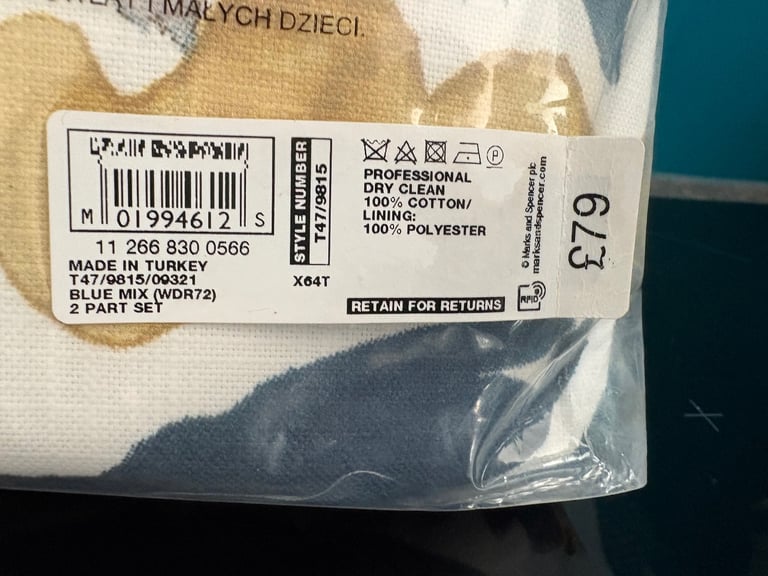 I MAŁYCH DZIECI.
M 01994612 S
11 266 830 0566
MADE IN TURKEY
T47/9815/09321
BLUE MIX (WDR72)
2 PART SET
STYLE NUMBER
T47/9815
X64T
P
PROFESSIONAL
DRY CLEAN
100% COTTON/
LINING:
100% POLYESTER
RETAIN FOR RETURNS
© Marks and Spencer plc
marksandspencer.com
RFID
£79